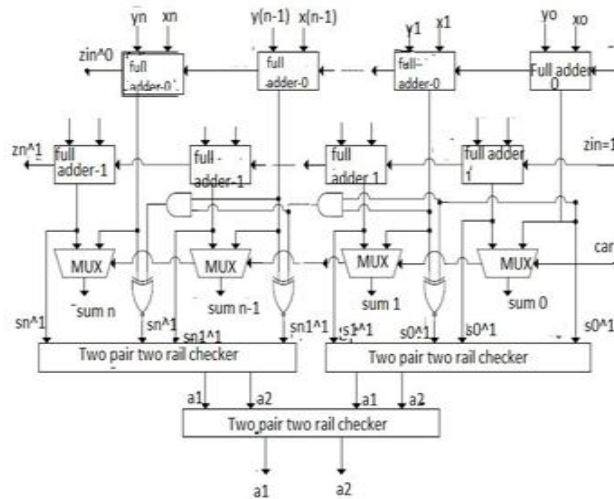 yn xn y(n-1) x(n-1) y1 x1 yo xo
zin^0 full adder-0 full adder-0 full- adder-0 Full adder 0
zn^1 full adder-1 full - adder-1 full adder 1 full adder zin=1
MUX MUX MUX MUX car
sum n sum n-1 sum 1 sum 0
sn^1 sn^1 sn1^1 sn1^1 s1^1 s0^1 s0^1 s0^1
Two pair two rail checker Two pair two rail checker
a1 a2 a1 a2
Two pair two rail checker
a1 a2